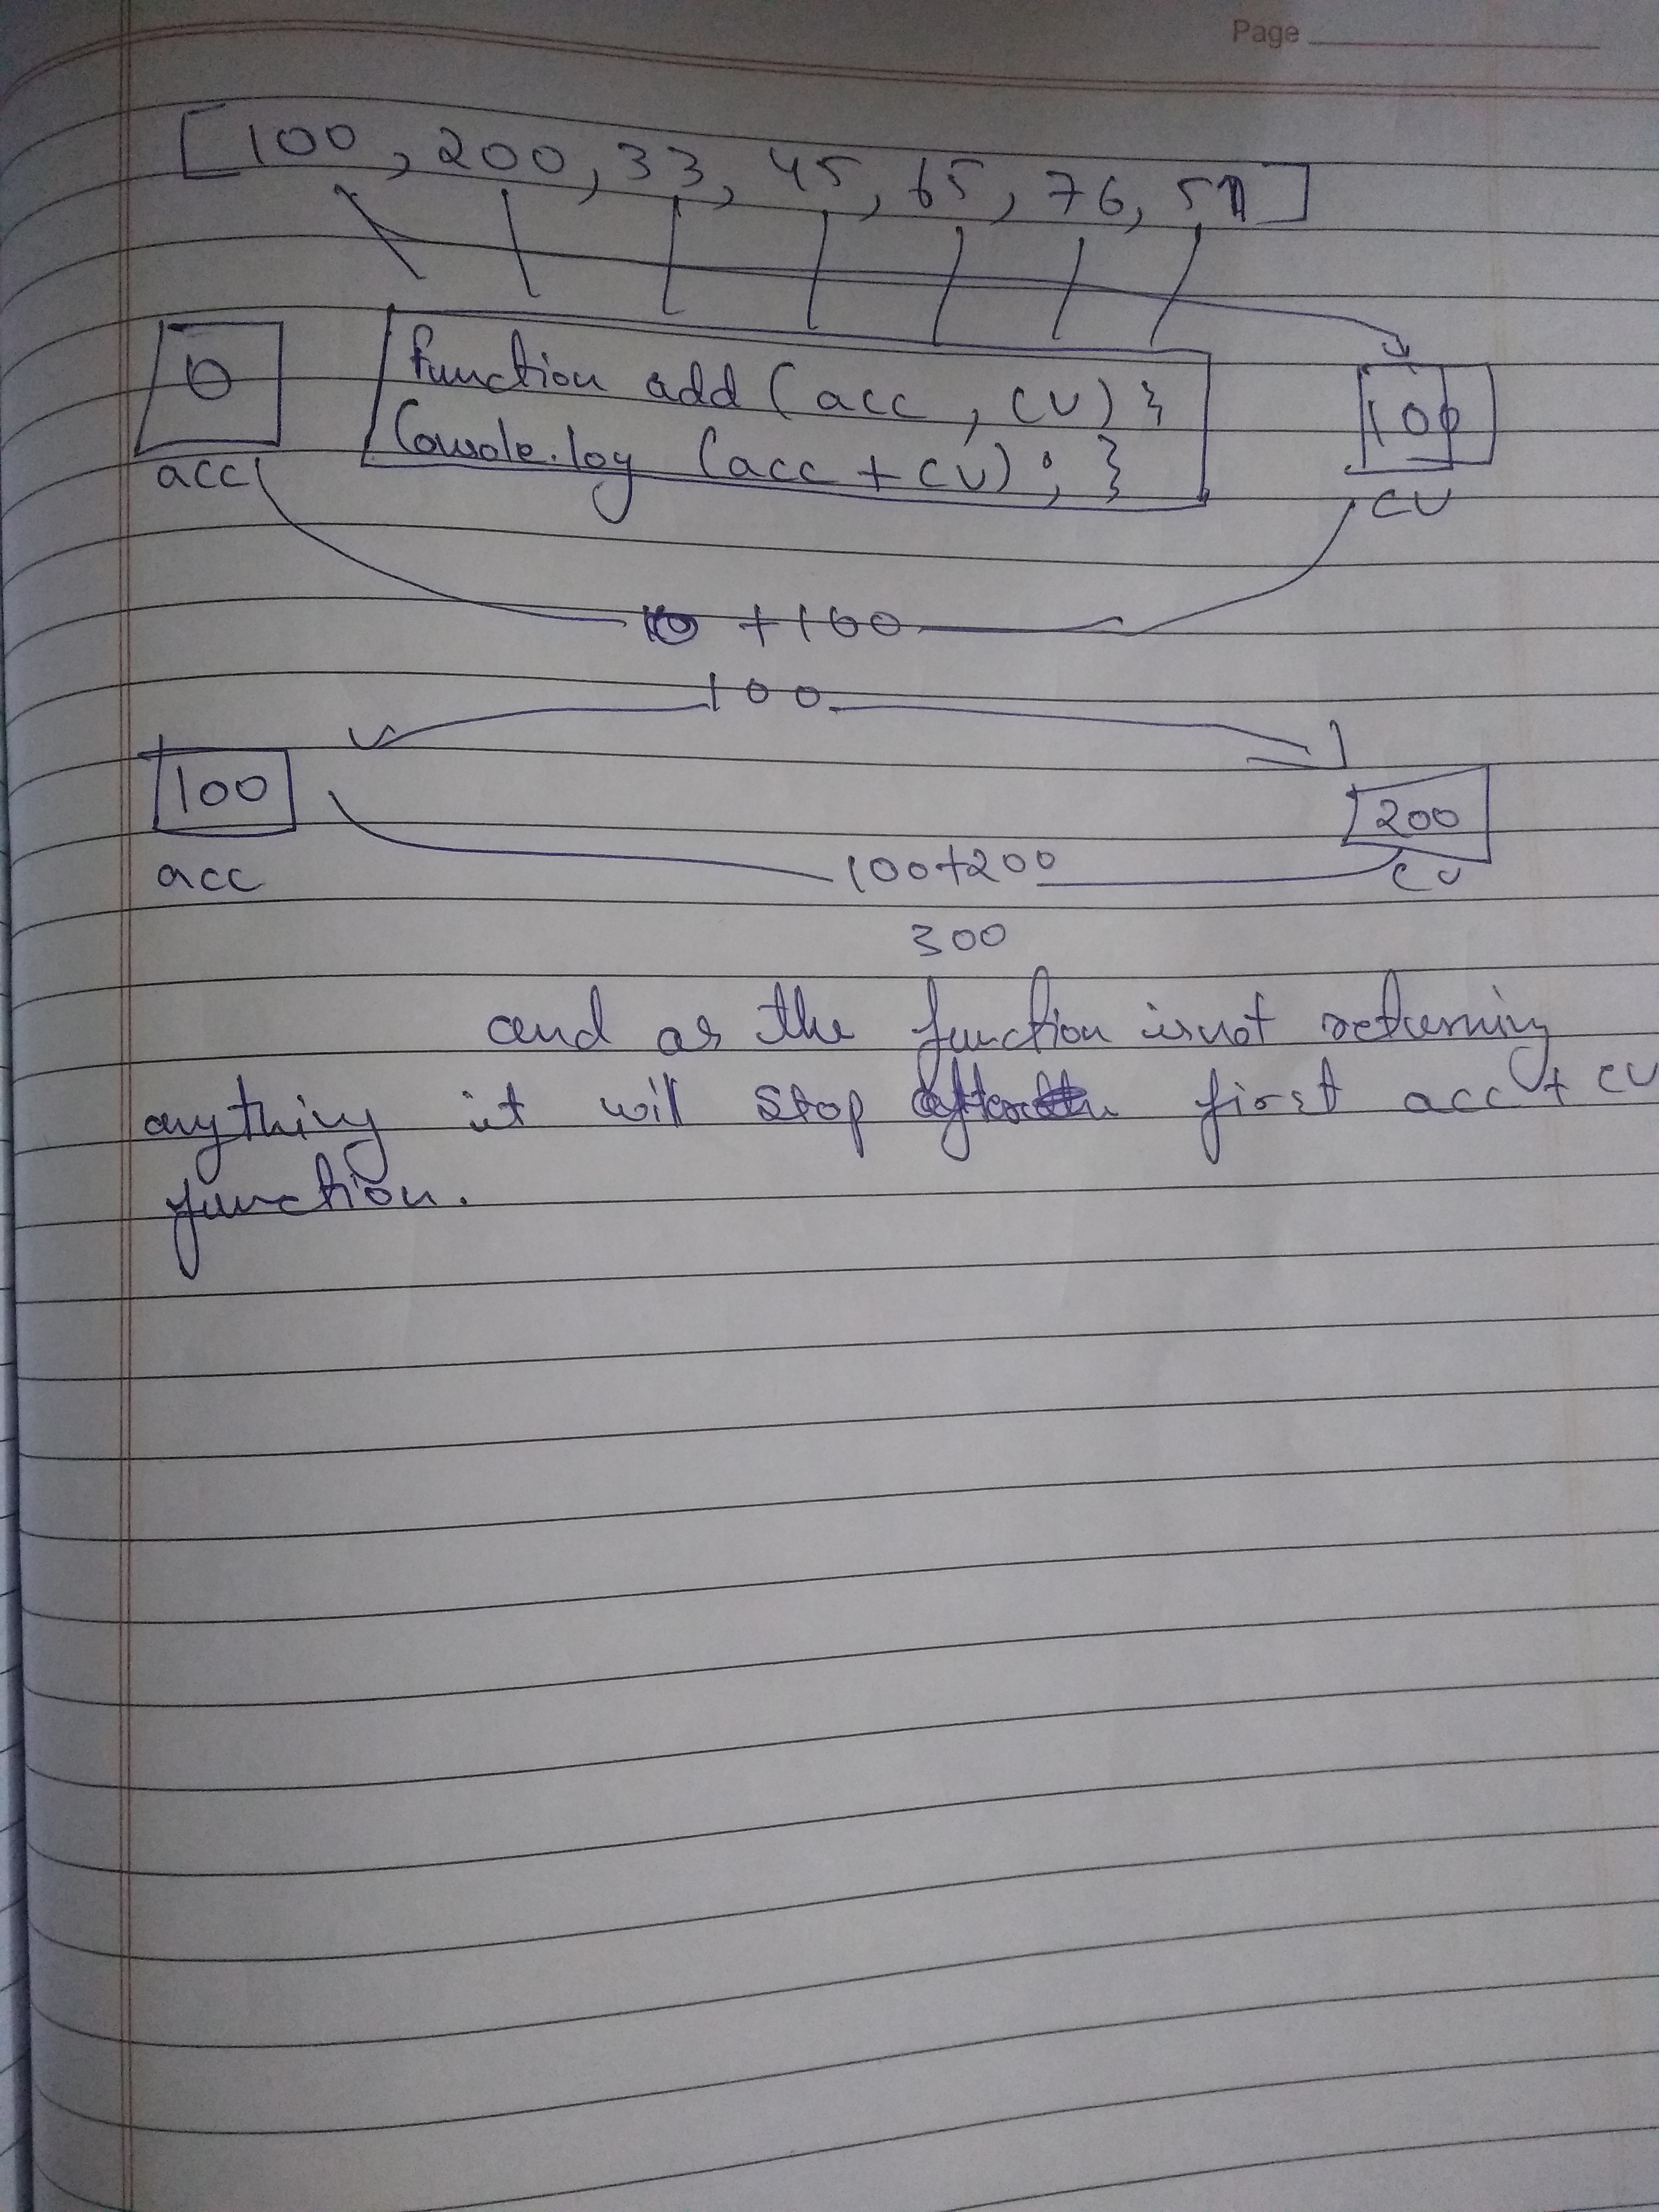 Page
[100, 200, 33, 45, 65, 76, ]
0
function add (acc, cv) }
Console.log (acc + cv); }
100
acc
cv
0 + 100
100
100
200
acc
100+200
cv
300
and as the function is not returning
anything it will stop after first acc + cv
function.